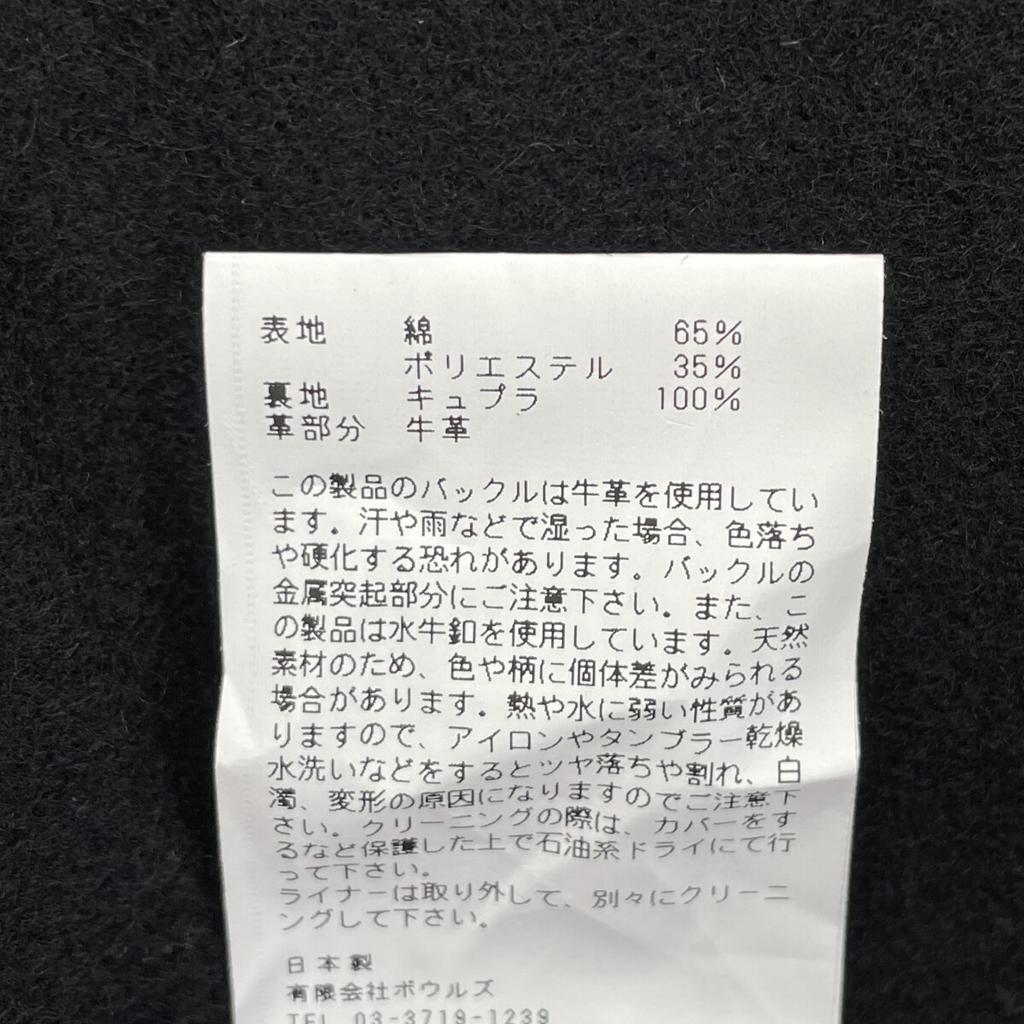 表地 綿 65%
ポリエステル 35%
裏地 キュプラ 100%
革部分 牛革
この製品のバックルは牛革を使用してい
ます。汗や雨などで湿った場合、色落ち
や硬化する恐れがあります。バックルの
金属突起部分にご注意下さい。また、こ
の製品は水牛釦を使用しています。天然
素材のため、色や柄に個体差がみられる
場合があります。熱や水に弱い性質があ
りますので、アイロンやタンブラー乾燥
水洗いなどをするとツヤ落ちや割れ、白
濁、変形の原因になりますのでご注意下
さい。クリーニングの際は、カバーをす
るなど保護した上で石油系ドライにて行
って下さい。
ライナーは取り外して、別々にクリーニ
ングして下さい。
日本製
有限会社ボウルズ
TEL 03-3719-1239